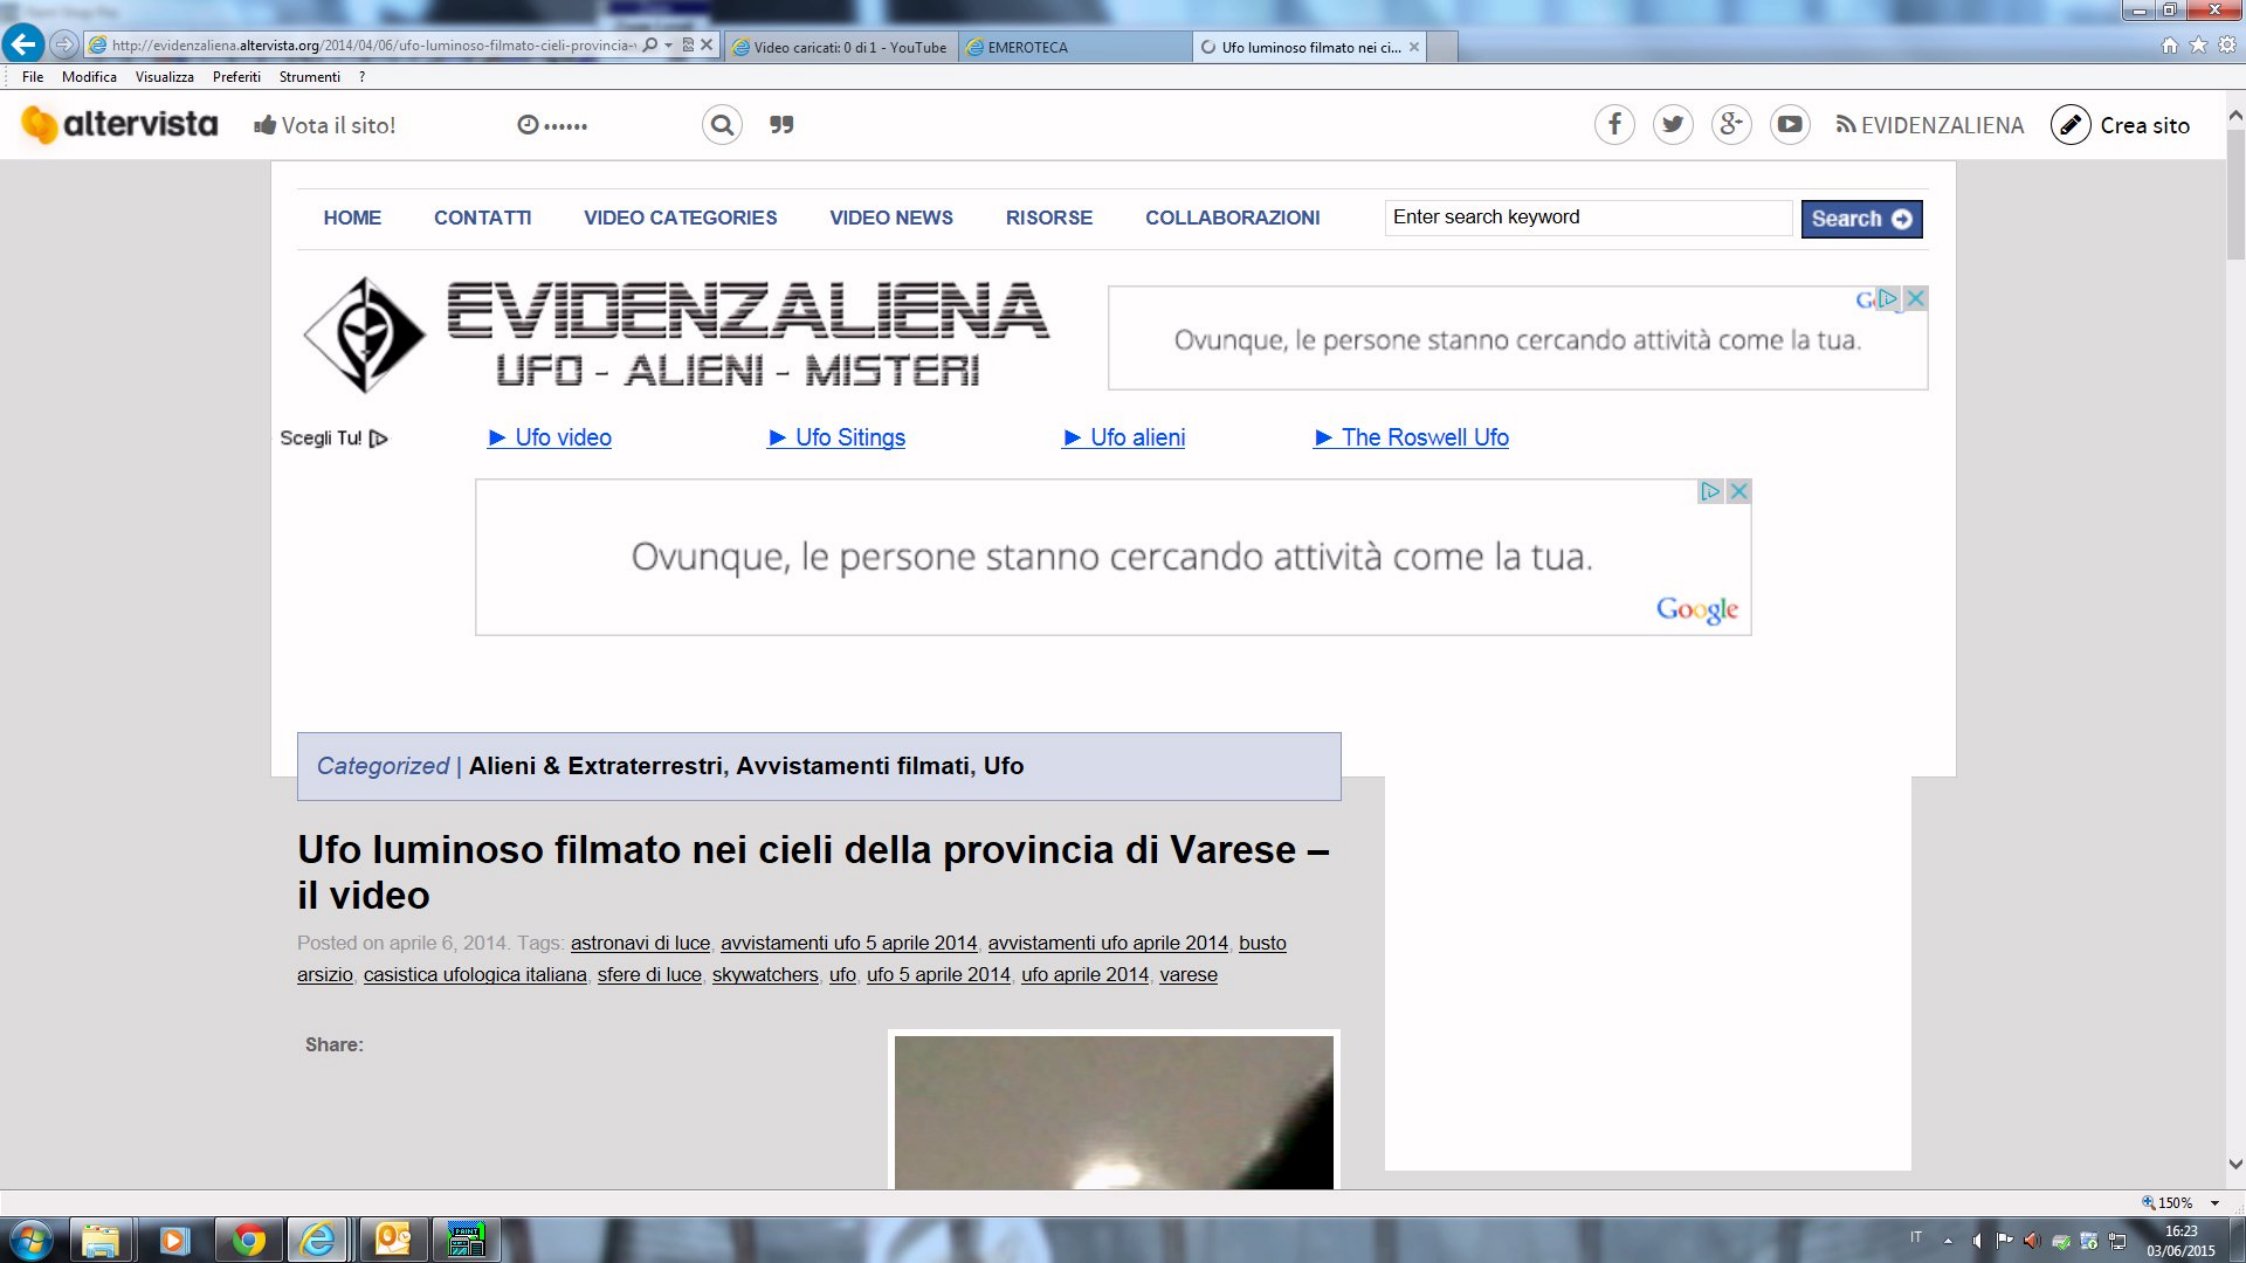 http://evidenzaliena.altervista.org/2014/04/06/ufo-luminoso-filmato-cieli-provincia-
Video caricati: 0 di 1 - YouTube
EMEROTECA
Ufo luminoso filmato nei ci...
File Modifica Visualizza Preferiti Strumenti ?
altervista Vota il sito! ...... EVIDENZALIENA Crea sito
HOME CONTATTI VIDEO CATEGORIES VIDEO NEWS RISORSE COLLABORAZIONI Enter search keyword Search
EVIDENZALIENA
UFO - ALIENI - MISTERI
Ovunque, le persone stanno cercando attività come la tua.
Scegli Tu! ► Ufo video ► Ufo Sitings ► Ufo alieni ► The Roswell Ufo
Ovunque, le persone stanno cercando attività come la tua.
Google
Categorized | Alieni & Extraterrestri, Avvistamenti filmati, Ufo
Ufo luminoso filmato nei cieli della provincia di Varese –
il video
Posted on aprile 6, 2014. Tags: astronavi di luce, avvistamenti ufo 5 aprile 2014, avvistamenti ufo aprile 2014, busto
arsizio, casistica ufologica italiana, sfere di luce, skywatchers, ufo, ufo 5 aprile 2014, ufo aprile 2014, varese
Share:
150%
IT
16:23
03/06/2015